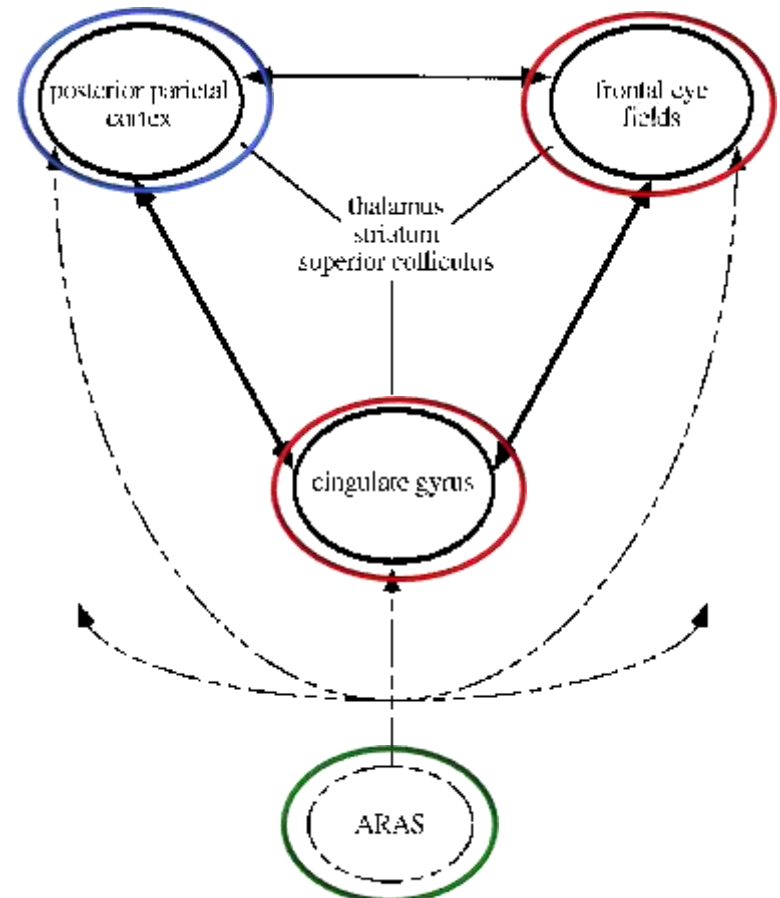 posterior parietal
cortex
frontal eye
fields
thalamus
striatum
superior colliculus
cingulate gyrus
ARAS